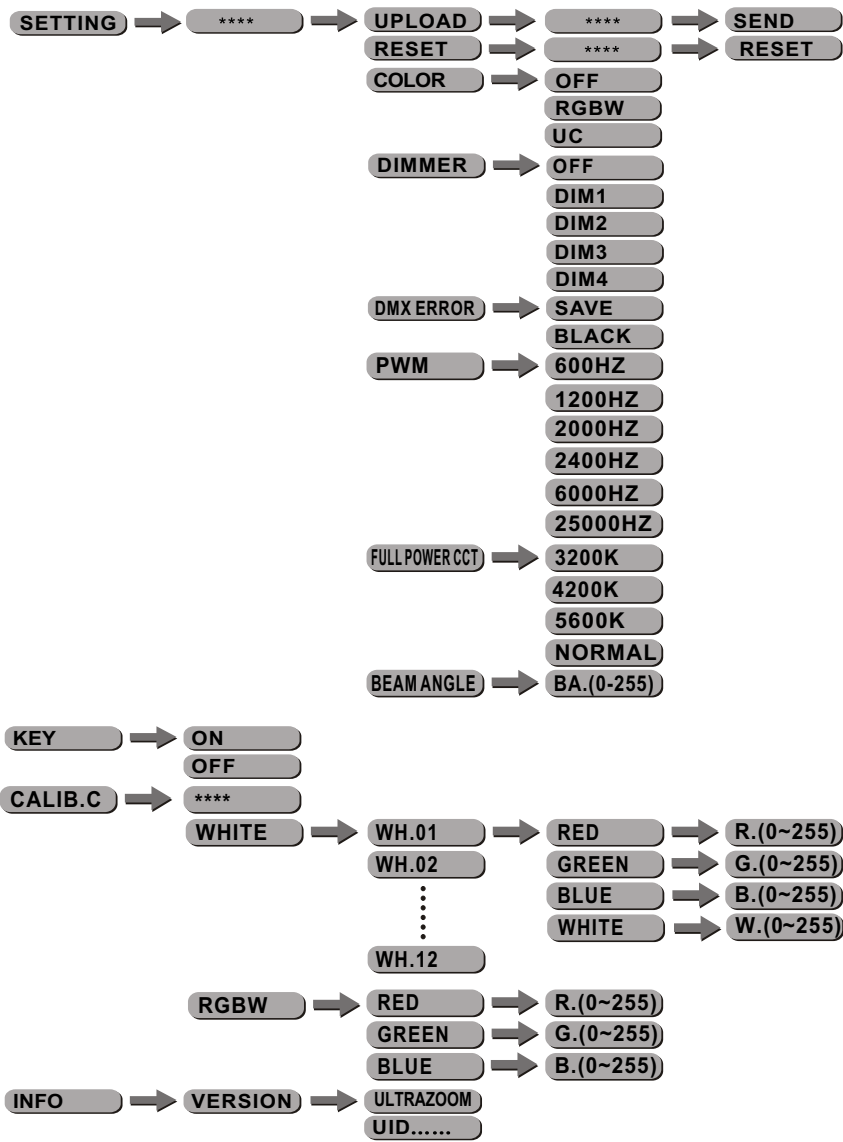 SETTING **** UPLOAD **** SEND
RESET **** RESET
COLOR OFF
RGBW
UC
DIMMER OFF
DIM1
DIM2
DIM3
DIM4
DMX ERROR SAVE
BLACK
PWM 600HZ
1200HZ
2000HZ
2400HZ
6000HZ
25000HZ
FULL POWER CCT 3200K
4200K
5600K
NORMAL
BEAM ANGLE BA.(0-255)
KEY ON
OFF
CALIB.C ****
WHITE WH.01 RED R.(0~255)
WH.02 GREEN G.(0~255)
BLUE B.(0~255)
WHITE W.(0~255)
WH.12
RGBW RED R.(0~255)
GREEN G.(0~255)
BLUE B.(0~255)
INFO VERSION ULTRAZOOM
UID......